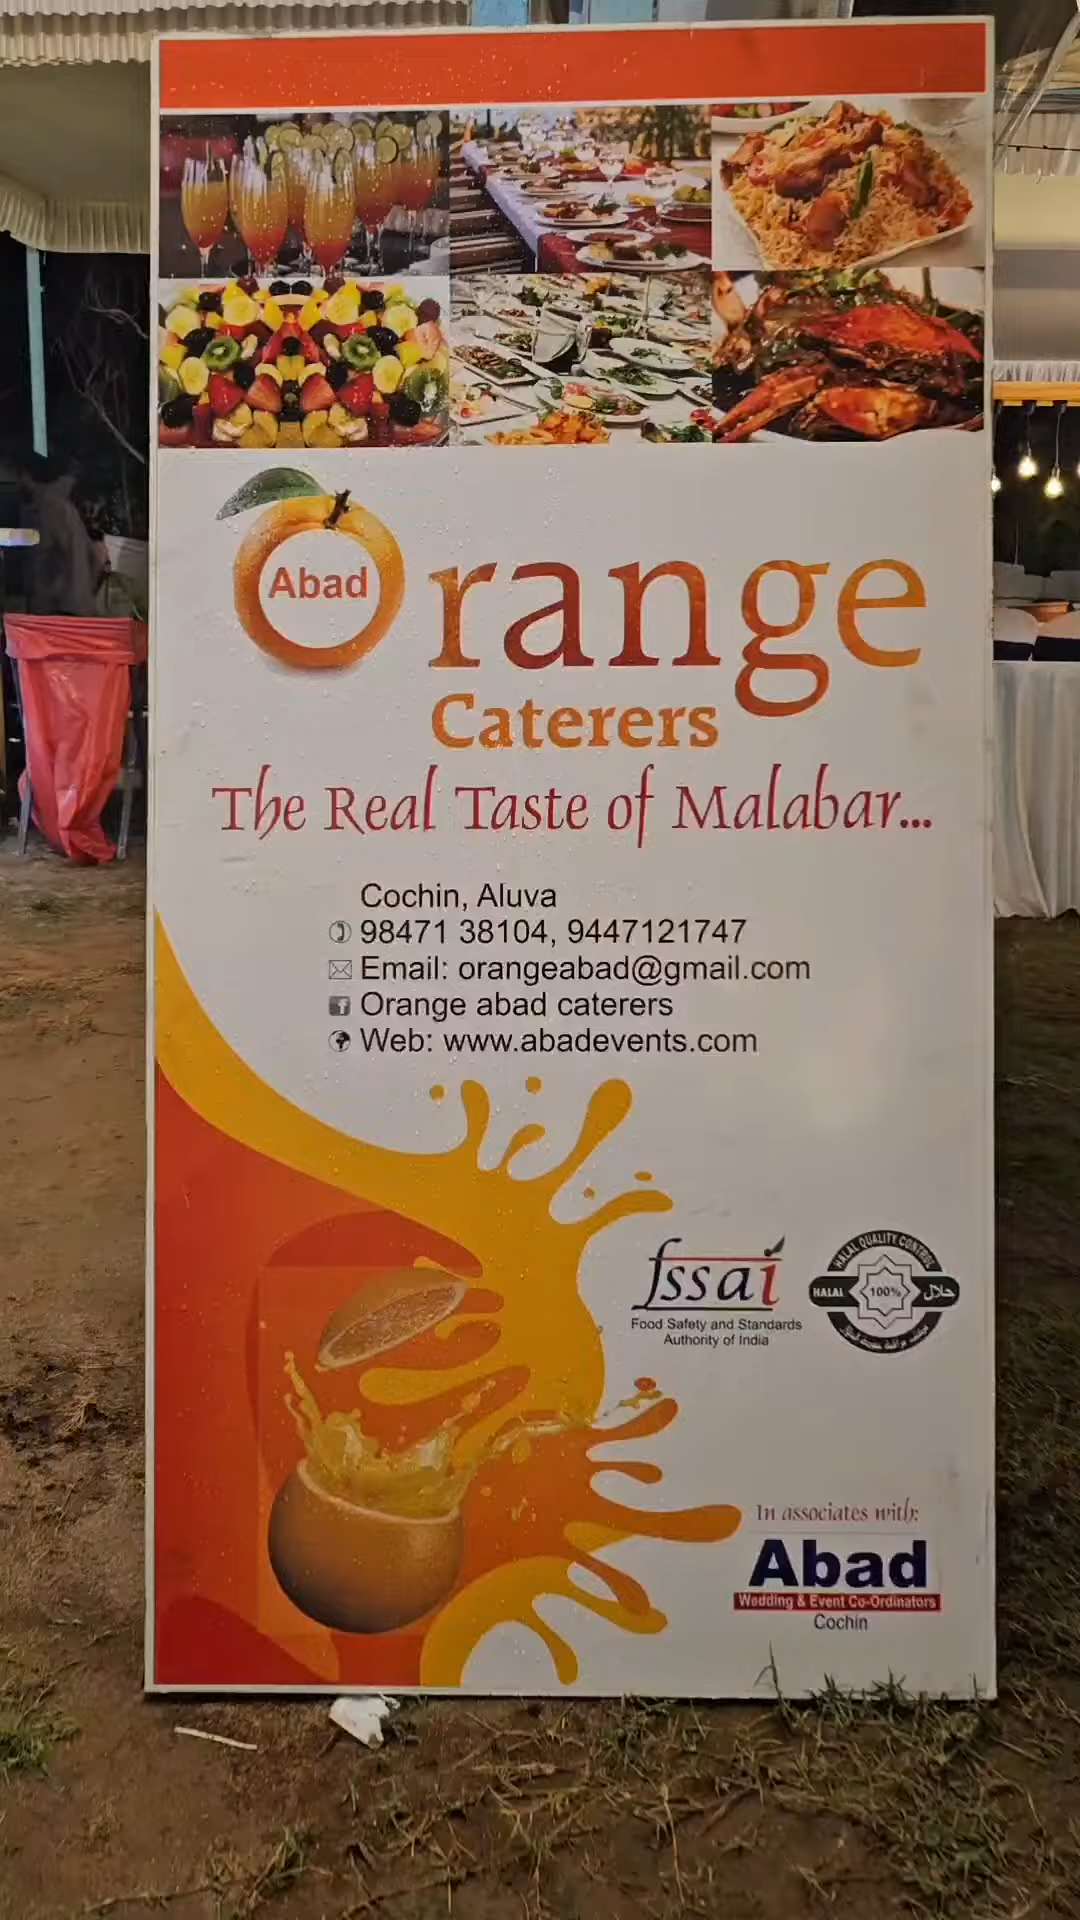 Abad
Orange
Caterers
The Real Taste of Malabar...
Cochin, Aluva
98471 38104, 9447121747
Email: orangeabad@gmail.com
Orange abad caterers
Web: www.abadevents.com
fssai
Food Safety and Standards
Authority of India
HALAL QUALITY CONTROL
HALAL 100% حلال
In associates with:
Abad
Wedding & Event Co-Ordinators
Cochin